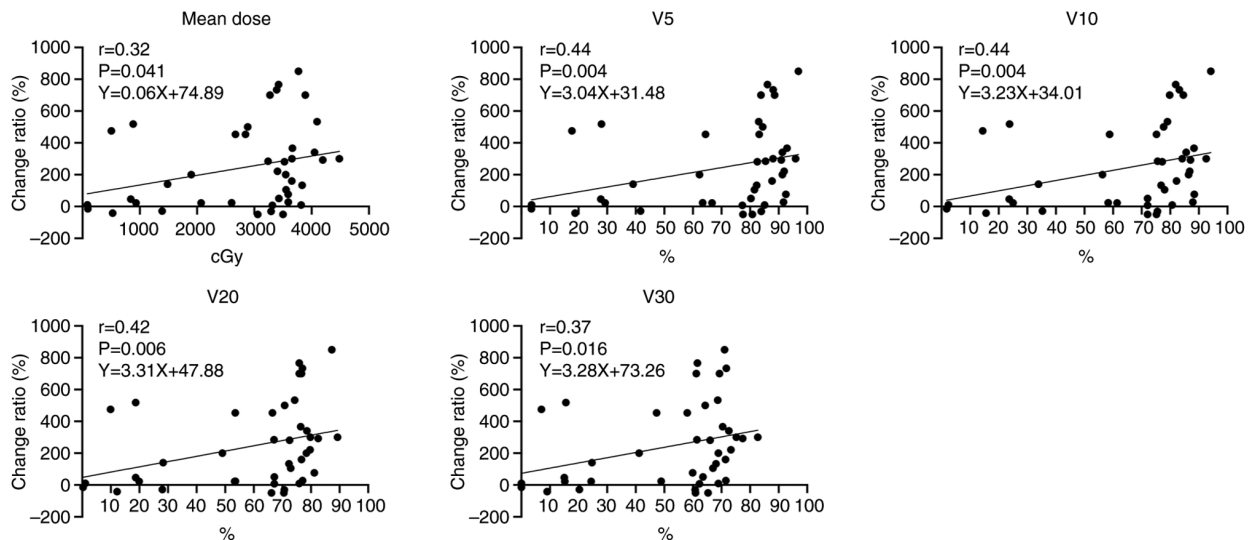 Mean dose
r=0.32
P=0.041
Y=0.06X+74.89
Change ratio (%)
1000
800
600
400
200
0
–200
1000 2000 3000 4000 5000
cGy
V5
r=0.44
P=0.004
Y=3.04X+31.48
Change ratio (%)
1000
800
600
400
200
0
–200
10 20 30 40 50 60 70 80 90 100
%
V10
r=0.44
P=0.004
Y=3.23X+34.01
Change ratio (%)
1000
800
600
400
200
0
–200
10 20 30 40 50 60 70 80 90 100
%
V20
r=0.42
P=0.006
Y=3.31X+47.88
Change ratio (%)
1000
800
600
400
200
0
–200
10 20 30 40 50 60 70 80 90 100
%
V30
r=0.37
P=0.016
Y=3.28X+73.26
Change ratio (%)
1000
800
600
400
200
0
–200
10 20 30 40 50 60 70 80 90 100
%